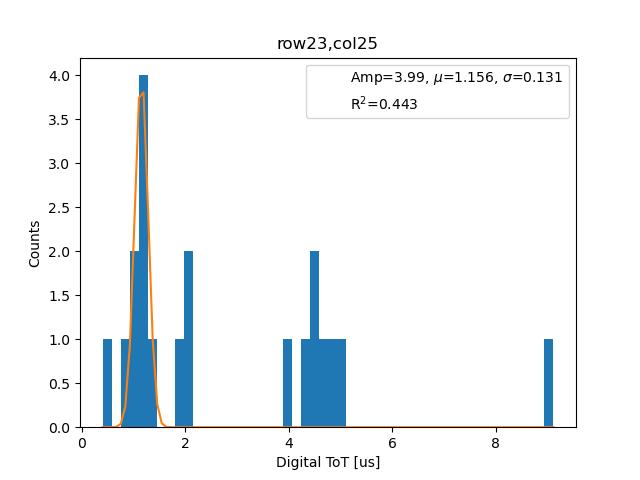 row23,col25
Amp=3.99, μ=1.156, σ=0.131
R²=0.443
Counts
4.0
3.5
3.0
2.5
2.0
1.5
1.0
0.5
0.0
0 2 4 6 8
Digital ToT [us]